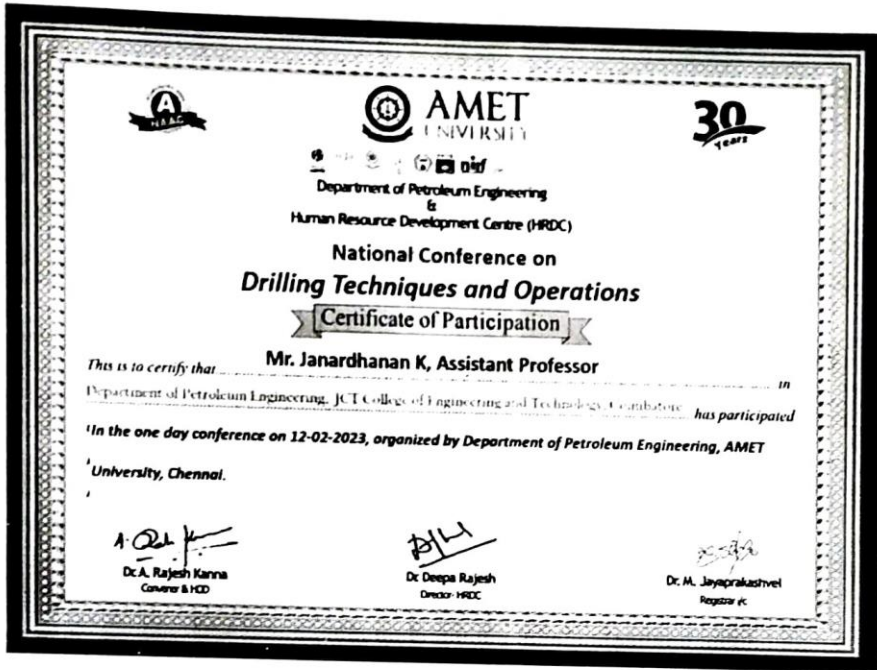 A
NAAC
AMET
UNIVERSITY
30
Years
nirf
Department of Petroleum Engineering
&
Human Resource Development Centre (HRDC)
National Conference on
Drilling Techniques and Operations
Certificate of Participation
This is to certify that Mr. Janardhanan K, Assistant Professor in
Department of Petroleum Engineering, JCT College of Engineering and Technology, Coimbatore has participated
'In the one day conference on 12-02-2023, organized by Department of Petroleum Engineering, AMET
'University, Chennai.
Dr. A. Rajesh Kanna
Convener & HOD
Dr Deepa Rajesh
Director- HRDC
Dr. M. Jayaprakashvel
Registrar i/c